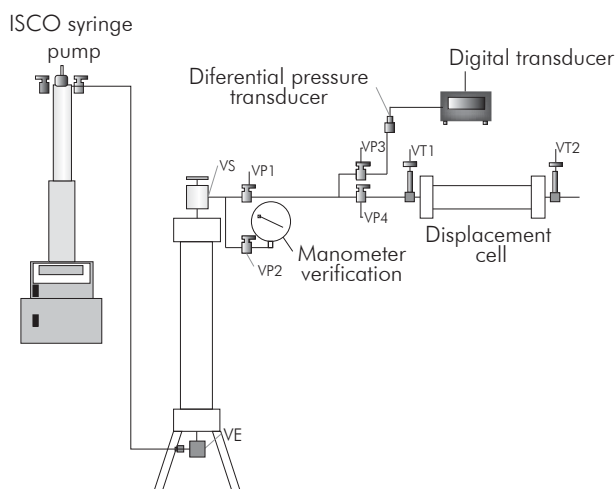 ISCO syringe
pump
Digital transducer
Diferential pressure
transducer
VP3
VT1
VT2
VS
VP1
VP4
Displacement
cell
Manometer
verification
VP2
VE